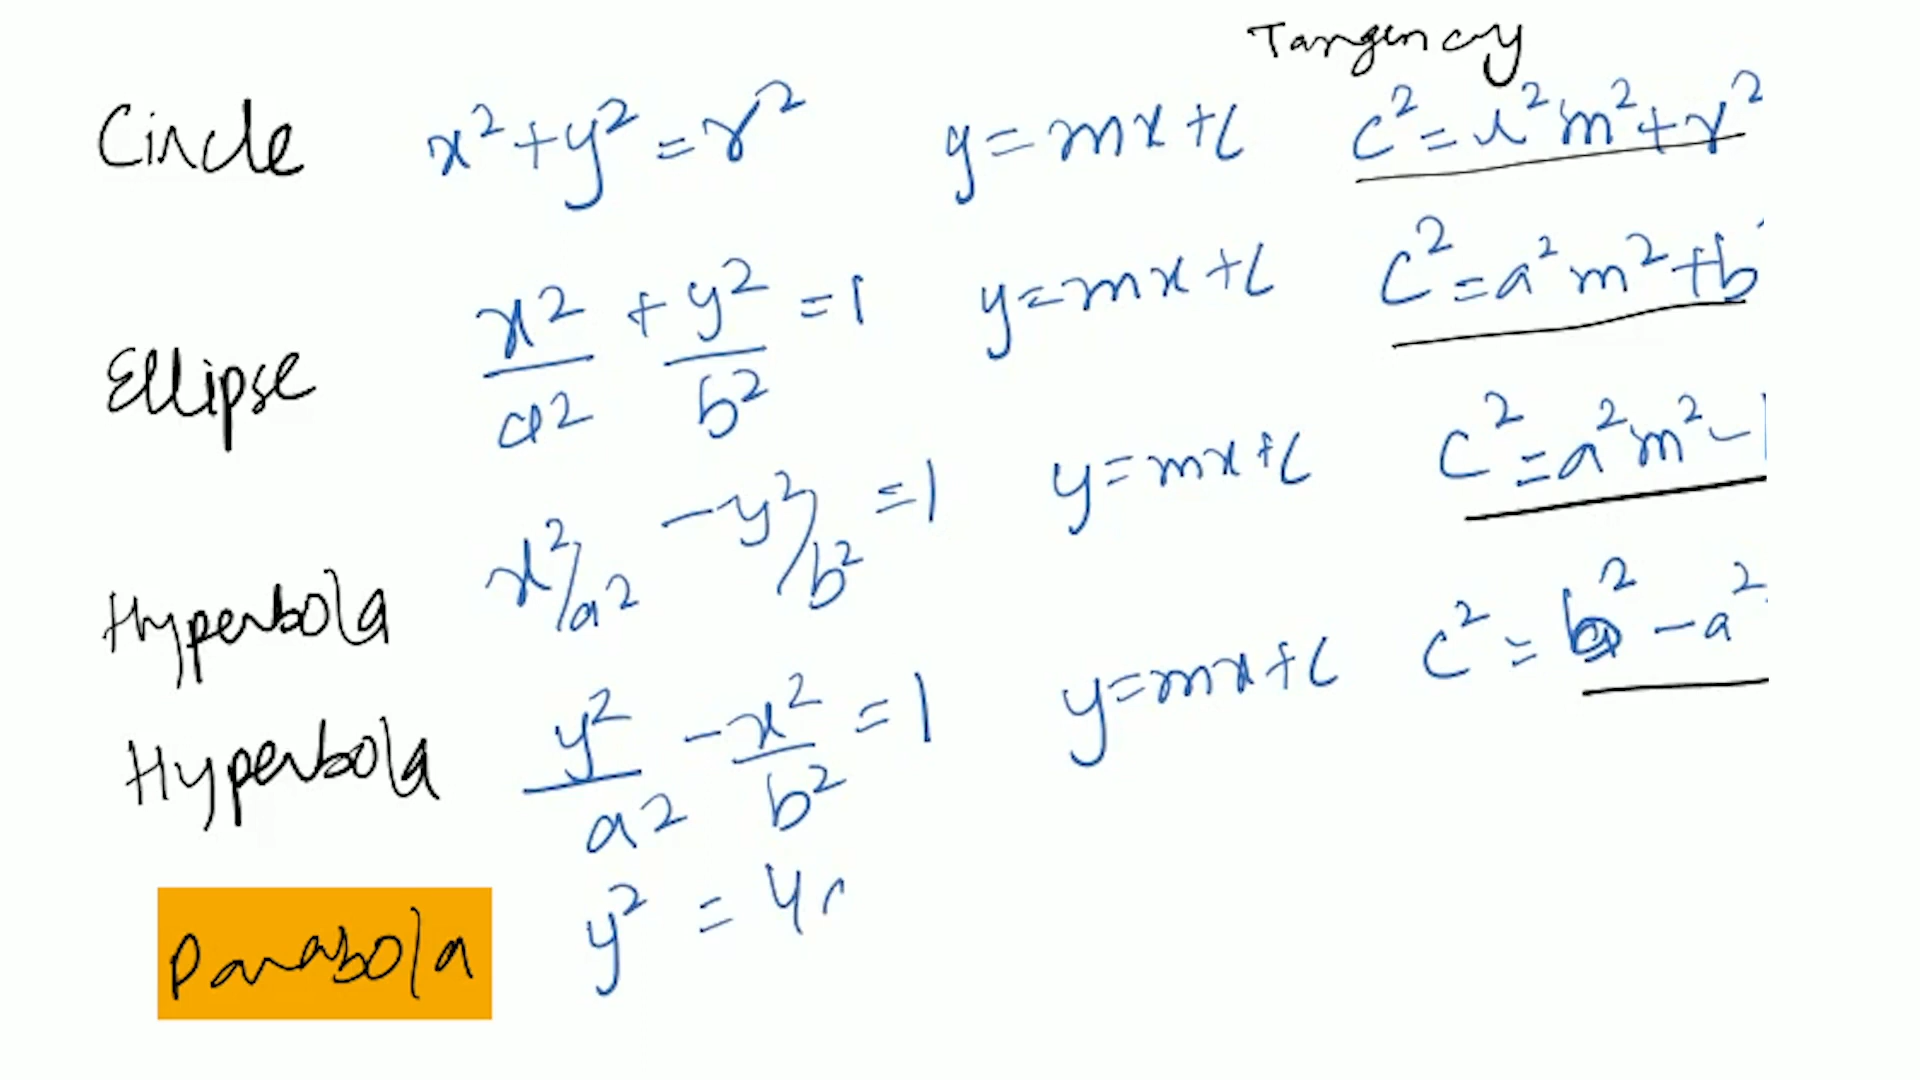 Tangency
Circle x²+y²=r² y=mx+c c²=r²m²+r²
Ellipse x²/a² + y²/b² =1 y=mx+c c²=a²m²+b
Hyperbola x²/a² -y²/b² =1 y=mx+c c²=a²m²-
Hyperbola y²/a² -x²/b² =1 y=mx+c c²= b² -a²
Parabola y² = 4